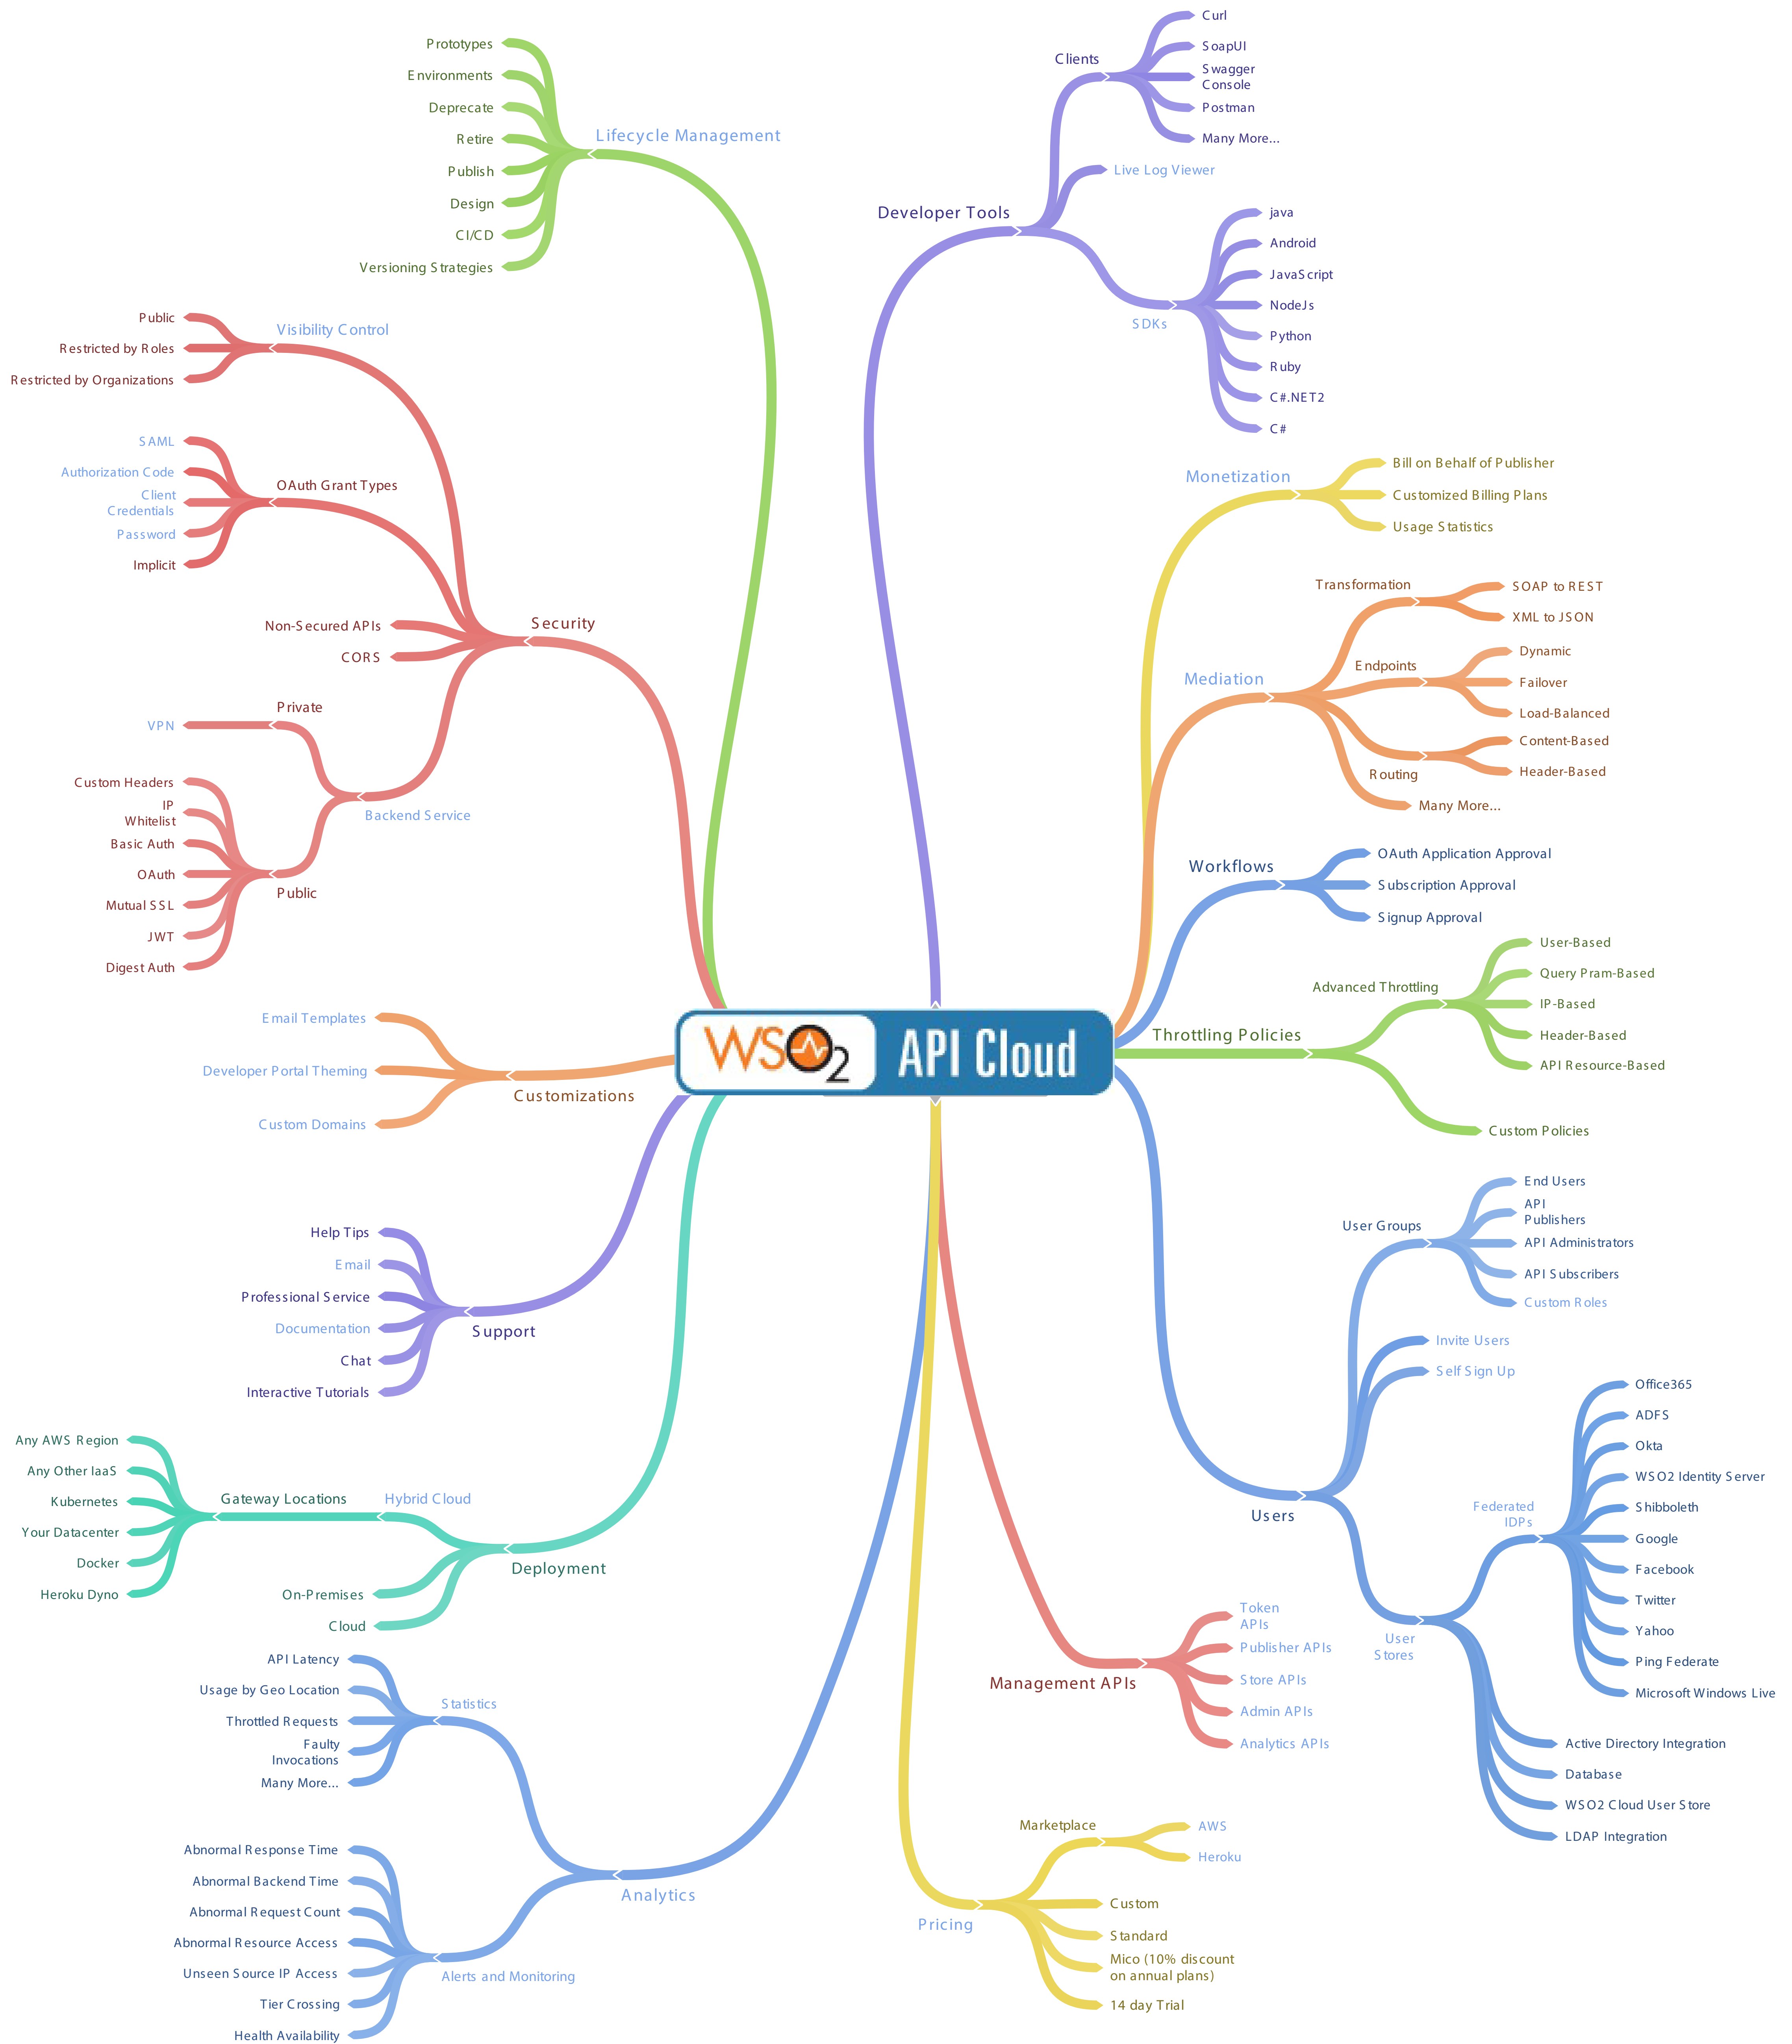 Prototypes
Environments
Deprecate
Retire
Publish
Design
CI/CD
Versioning Strategies
Lifecycle Management
Public
Restricted by Roles
Restricted by Organizations
Visibility Control
SAML
Authorization Code
Client
Credentials
Password
Implicit
OAuth Grant Types
Non-Secured APIs
CORS
Security
VPN
Private
Custom Headers
IP
Whitelist
Basic Auth
OAuth
Mutual SSL
JWT
Digest Auth
Public
Backend Service
Email Templates
Developer Portal Theming
Custom Domains
Customizations
Help Tips
Email
Professional Service
Documentation
Chat
Interactive Tutorials
Support
Any AWS Region
Any Other IaaS
Kubernetes
Your Datacenter
Docker
Heroku Dyno
Gateway Locations
Hybrid Cloud
On-Premises
Cloud
Deployment
API Latency
Usage by Geo Location
Throttled Requests
Faulty
Invocations
Many More...
Statistics
Abnormal Response Time
Abnormal Backend Time
Abnormal Request Count
Abnormal Resource Access
Unseen Source IP Access
Tier Crossing
Health Availability
Alerts and Monitoring
Analytics
WSO2 API Cloud
Developer Tools
Clients
Curl
SoapUI
Swagger
Console
Postman
Many More...
Live Log Viewer
SDKs
java
Android
JavaScript
NodeJs
Python
Ruby
C#.NET2
C#
Monetization
Bill on Behalf of Publisher
Customized Billing Plans
Usage Statistics
Mediation
Transformation
SOAP to REST
XML to JSON
Endpoints
Dynamic
Failover
Load-Balanced
Routing
Content-Based
Header-Based
Many More...
Workflows
OAuth Application Approval
Subscription Approval
Signup Approval
Throttling Policies
Advanced Throttling
User-Based
Query Pram-Based
IP-Based
Header-Based
API Resource-Based
Custom Policies
Users
User Groups
End Users
API
Publishers
API Administrators
API Subscribers
Custom Roles
Invite Users
Self Sign Up
User
Stores
Federated
IDPs
Office365
ADFS
Okta
WSO2 Identity Server
Shibboleth
Google
Facebook
Twitter
Yahoo
Ping Federate
Microsoft Windows Live
Active Directory Integration
Database
WSO2 Cloud User Store
LDAP Integration
Management APIs
Token
APIs
Publisher APIs
Store APIs
Admin APIs
Analytics APIs
Pricing
Marketplace
AWS
Heroku
Custom
Standard
Mico (10% discount
on annual plans)
14 day Trial